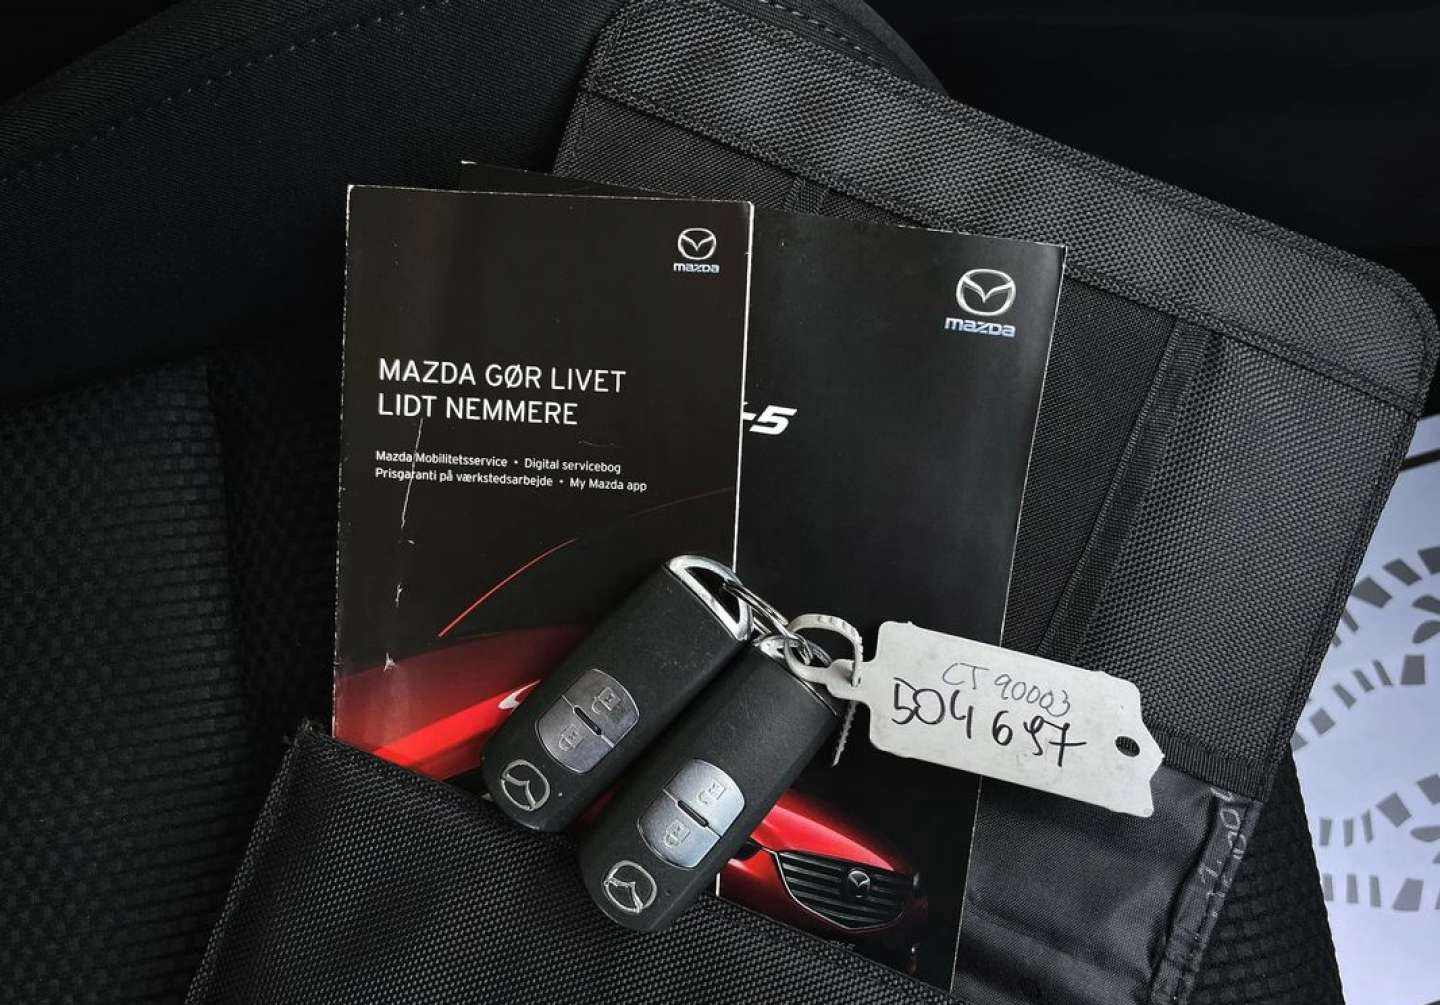 mazda
MAZDA GØR LIVET
LIDT NEMMERE
Mazda Mobilitetsservice • Digital servicebog
Prisgaranti på værkstedsarbejde • My Mazda app
mazda
-5
CT 90003
504697